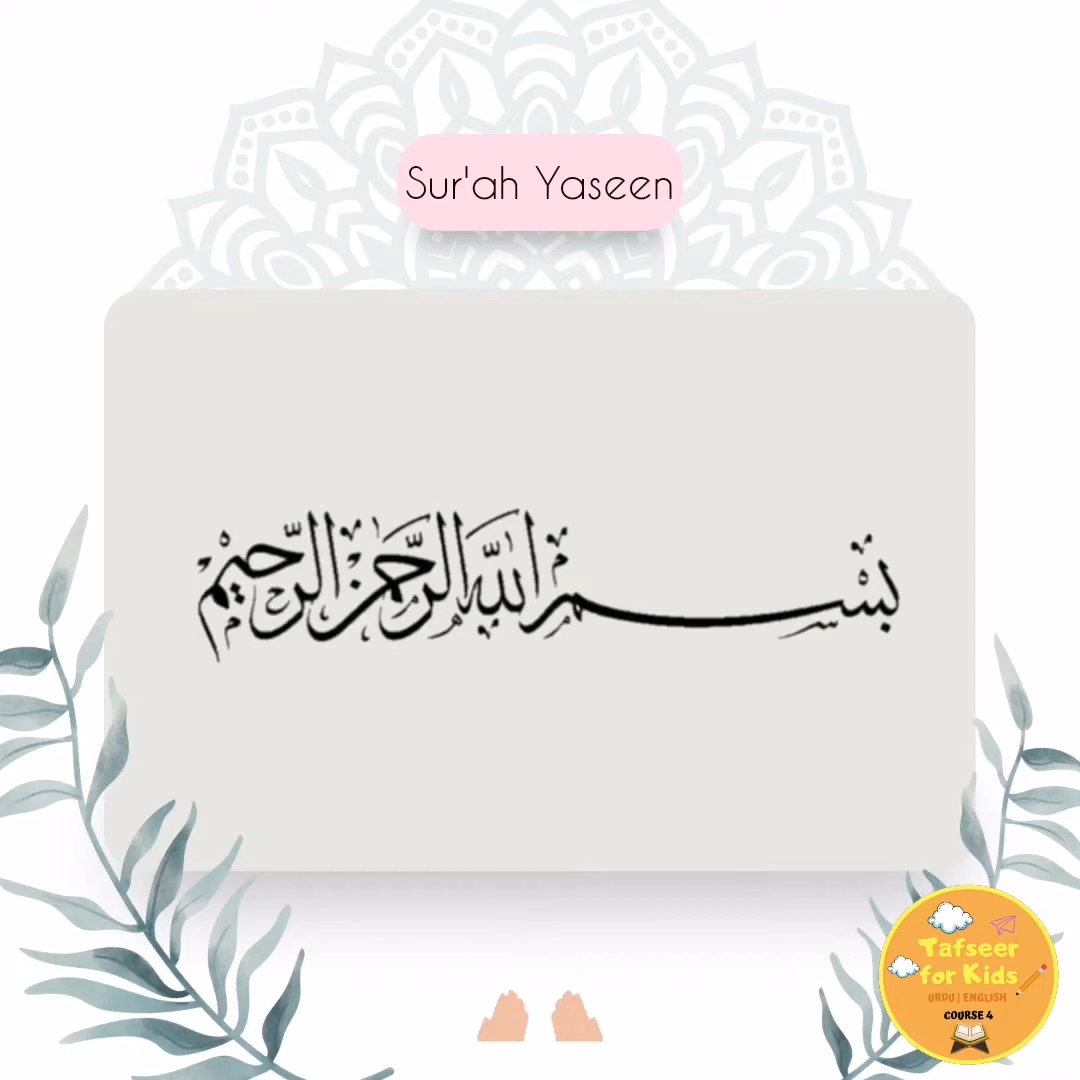 Sur'ah Yaseen
بِسْمِ اللَّهِ الرَّحْمَٰنِ الرَّحِيمِ
Tafseer
for Kids
URDU | ENGLISH
COURSE 4